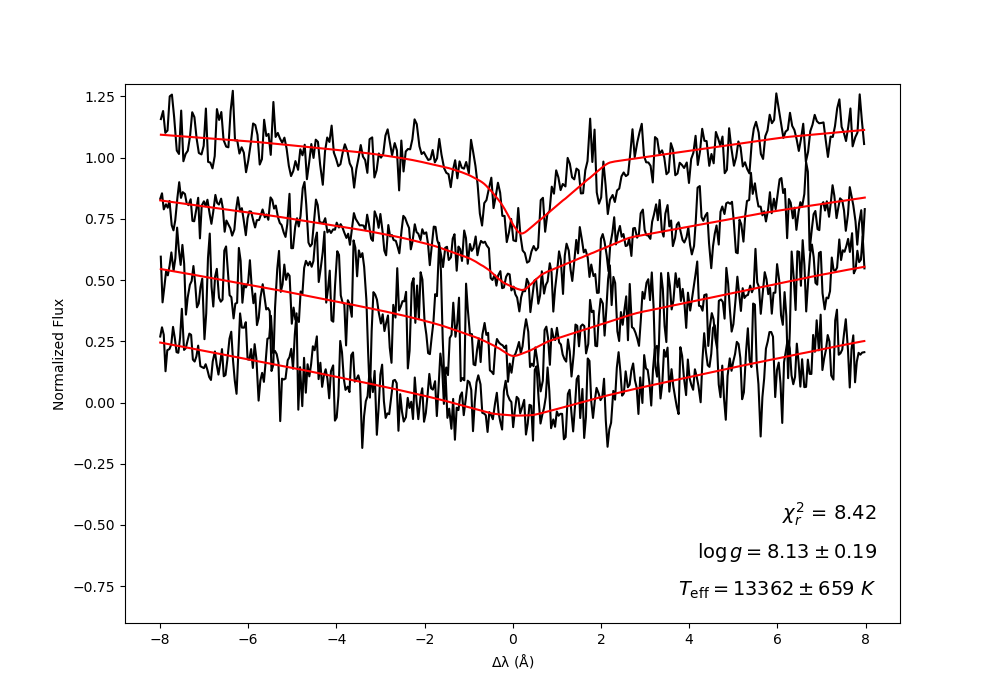 1.25
1.00
0.75
0.50
0.25
0.00
−0.25
−0.50
−0.75
Normalized Flux
χ²ᵣ = 8.42
log g = 8.13 ± 0.19
T_eff = 13362 ± 659 K
−8 −6 −4 −2 0 2 4 6 8
Δλ (Å)